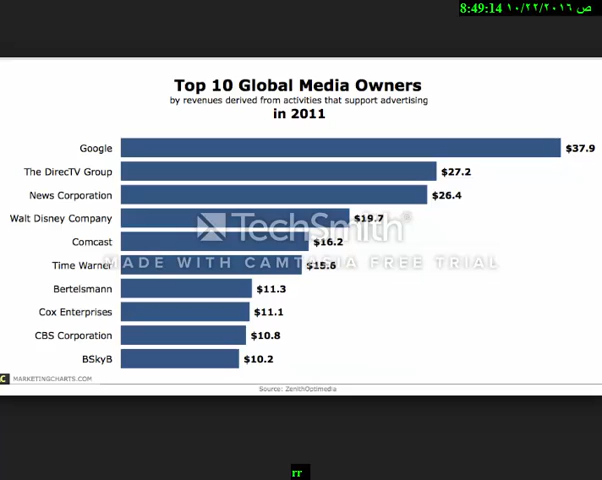 8:49:14 ١٠/٢٢/٢٠١٦ ص
Top 10 Global Media Owners
by revenues derived from activities that support advertising
in 2011
Google $37.9
The DirecTV Group $27.2
News Corporation $26.4
Walt Disney Company $19.7
TechSmith®
Comcast $16.2
MADE WITH CAMTASIA FREE TRIAL
Time Warner $15.6
Bertelsmann $11.3
Cox Enterprises $11.1
CBS Corporation $10.8
BSkyB $10.2
C MARKETINGCHARTS.COM
Source: ZenithOptimedia
rr